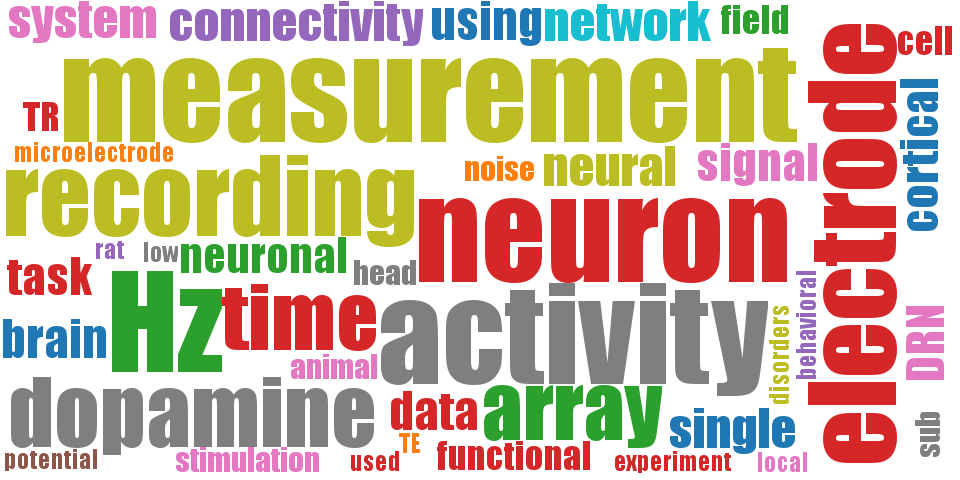 system
connectivity
using
network
field
cell
measurement
electrode
cortical
TR
microelectrode
noise
neural
signal
recording
neuron
rat
low
neuronal
head
task
Hz
time
activity
disorders
behavioral
DRN
brain
animal
dopamine
data
array
single
sub
TE
potential
stimulation
used
functional
experiment
local